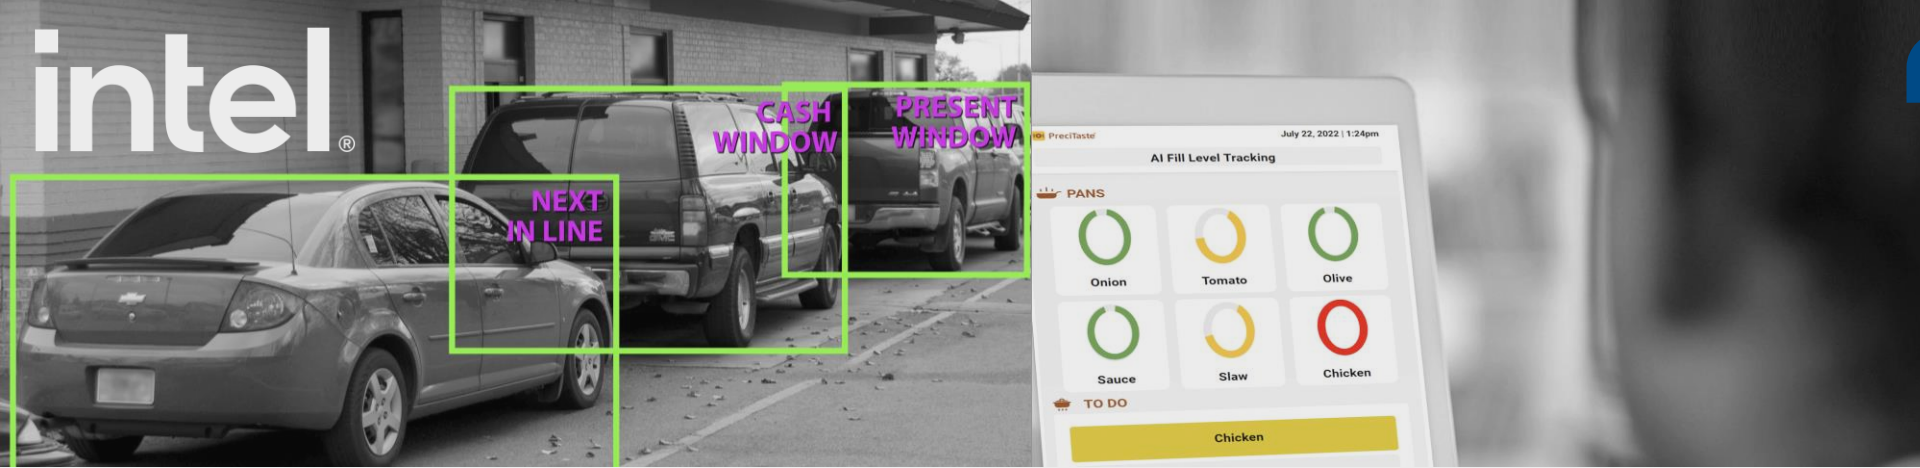 intel®
CASH
WINDOW
PRESENT
WINDOW
NEXT
IN LINE
PreciTaste
July 22, 2022 | 1:24pm
AI Fill Level Tracking
PANS
Onion
Tomato
Olive
Sauce
Slaw
Chicken
TO DO
Chicken